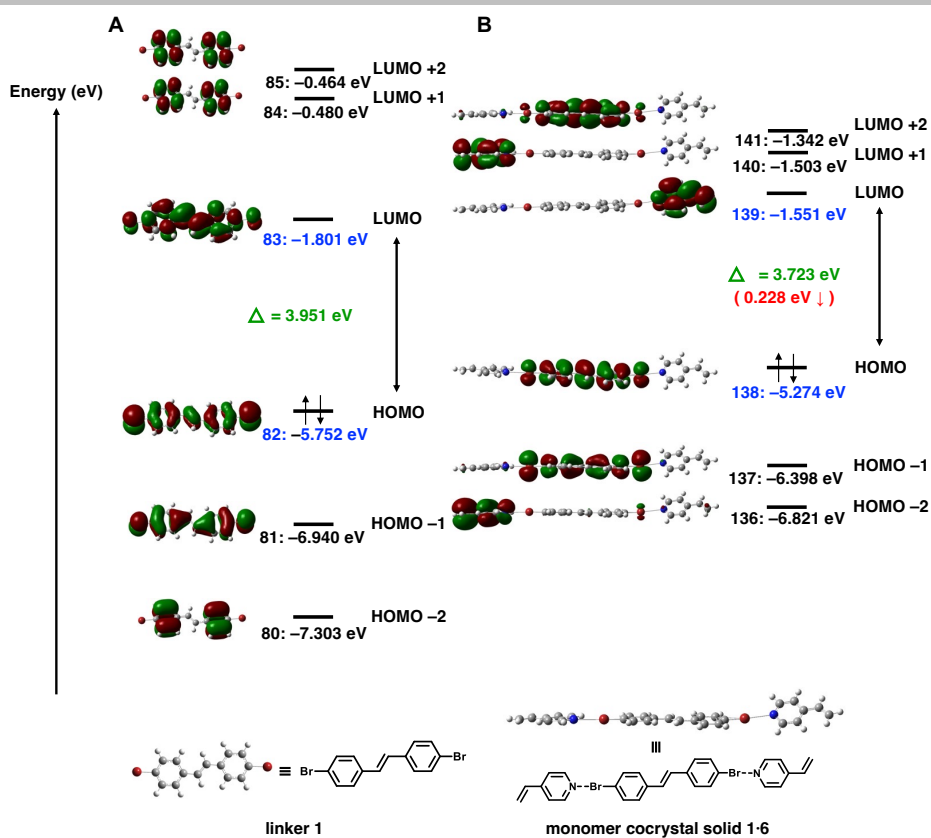 A
B
Energy (eV)
LUMO +2
85: −0.464 eV
LUMO +1
84: −0.480 eV
LUMO
83: −1.801 eV
Δ = 3.951 eV
HOMO
82: −5.752 eV
HOMO −1
81: −6.940 eV
HOMO −2
80: −7.303 eV
Br
Br
≡
linker 1
LUMO +2
141: −1.342 eV
LUMO +1
140: −1.503 eV
LUMO
139: −1.551 eV
Δ = 3.723 eV
( 0.228 eV ↓ )
HOMO
138: −5.274 eV
HOMO −1
137: −6.398 eV
HOMO −2
136: −6.821 eV
≡
N--Br
Br--N
monomer cocrystal solid 1·6